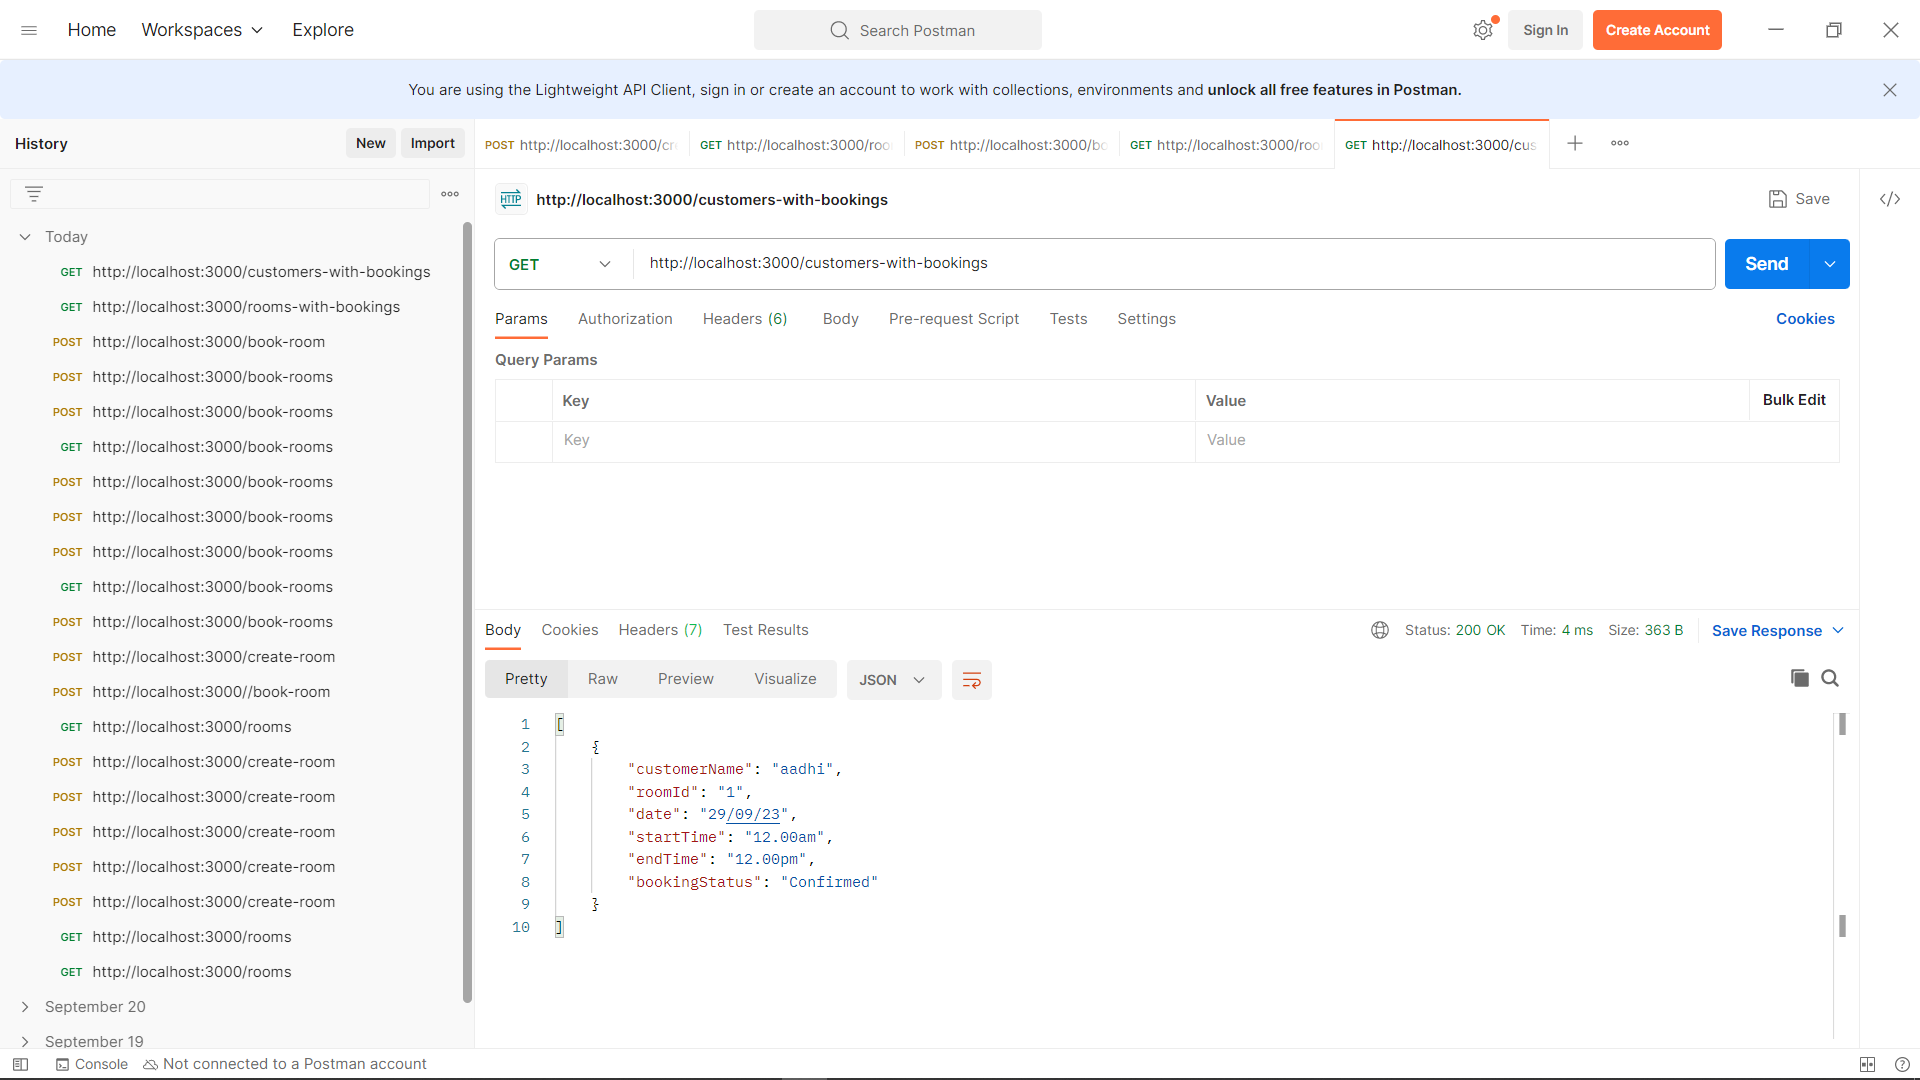 Home Workspaces Explore Search Postman Sign In Create Account
You are using the Lightweight API Client, sign in or create an account to work with collections, environments and unlock all free features in Postman.
History New Import
POST http://localhost:3000/cr GET http://localhost:3000/roo POST http://localhost:3000/bo GET http://localhost:3000/roo GET http://localhost:3000/cus
HTTP http://localhost:3000/customers-with-bookings Save </>
GET http://localhost:3000/customers-with-bookings Send
Params Authorization Headers (6) Body Pre-request Script Tests Settings Cookies
Query Params
Key Value Bulk Edit
Key Value
Today
GET http://localhost:3000/customers-with-bookings
GET http://localhost:3000/rooms-with-bookings
POST http://localhost:3000/book-room
POST http://localhost:3000/book-rooms
POST http://localhost:3000/book-rooms
GET http://localhost:3000/book-rooms
POST http://localhost:3000/book-rooms
POST http://localhost:3000/book-rooms
POST http://localhost:3000/book-rooms
GET http://localhost:3000/book-rooms
POST http://localhost:3000/book-rooms
POST http://localhost:3000/create-room
POST http://localhost:3000//book-room
GET http://localhost:3000/rooms
POST http://localhost:3000/create-room
POST http://localhost:3000/create-room
POST http://localhost:3000/create-room
POST http://localhost:3000/create-room
POST http://localhost:3000/create-room
GET http://localhost:3000/rooms
GET http://localhost:3000/rooms
September 20
September 19
Body Cookies Headers (7) Test Results Status: 200 OK Time: 4 ms Size: 363 B Save Response
Pretty Raw Preview Visualize JSON
1 [
2 {
3 "customerName": "aadhi",
4 "roomId": "1",
5 "date": "29/09/23",
6 "startTime": "12.00am",
7 "endTime": "12.00pm",
8 "bookingStatus": "Confirmed"
9 }
10 ]
Console Not connected to a Postman account